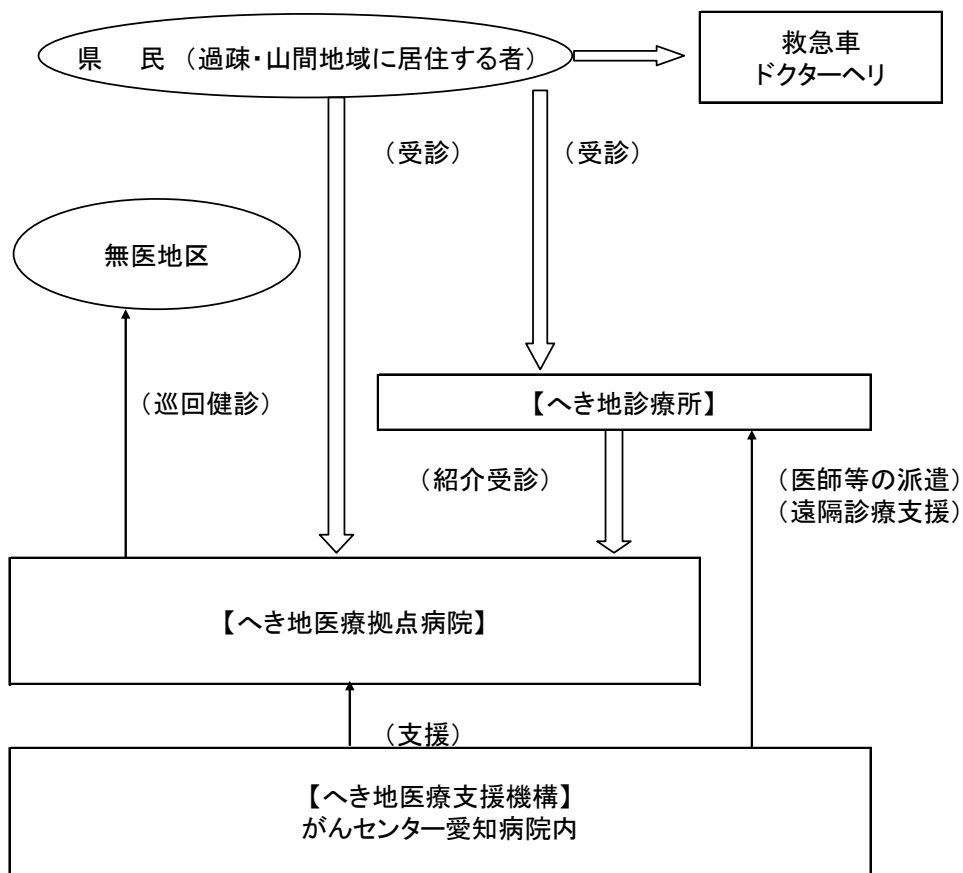 県　民（過疎・山間地域に居住する者）
救急車
ドクターヘリ
（受診）
（受診）
無医地区
（巡回健診）
【へき地診療所】
（紹介受診）
（医師等の派遣）
（遠隔診療支援）
【へき地医療拠点病院】
（支援）
【へき地医療支援機構】
がんセンター愛知病院内